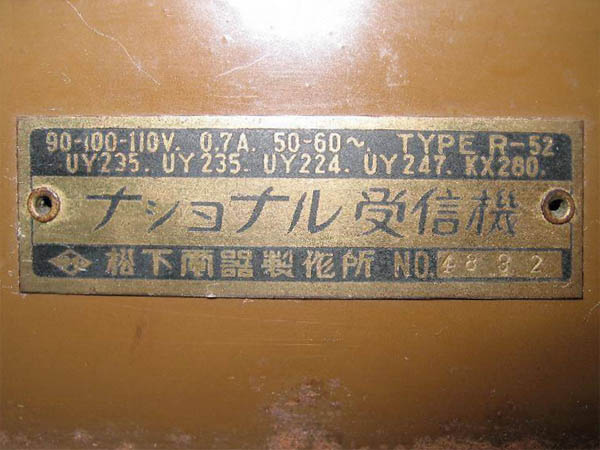 90-100-110V. 0.7A. 50-60~. TYPE R-52
UY235. UY235. UY224. UY247. KX280.
ナショナル受信機
松下電器製作所 NO. 4892